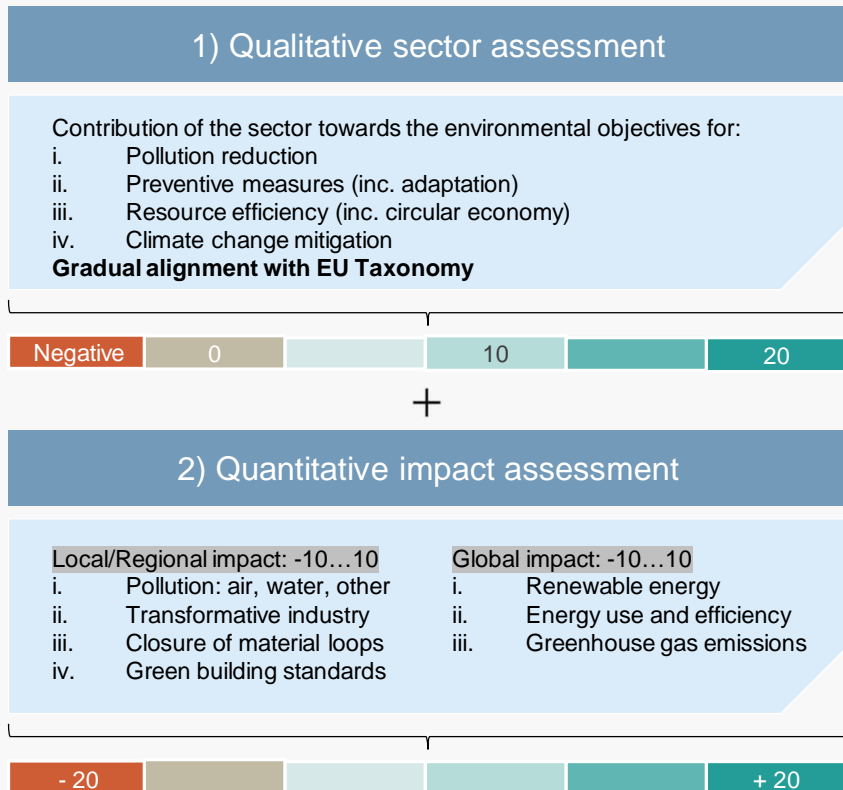 1) Qualitative sector assessment
Contribution of the sector towards the environmental objectives for:
i. Pollution reduction
ii. Preventive measures (inc. adaptation)
iii. Resource efficiency (inc. circular economy)
iv. Climate change mitigation
Gradual alignment with EU Taxonomy
Negative 0 10 20
+
2) Quantitative impact assessment
Local/Regional impact: -10…10
i. Pollution: air, water, other
ii. Transformative industry
iii. Closure of material loops
iv. Green building standards
Global impact: -10…10
i. Renewable energy
ii. Energy use and efficiency
iii. Greenhouse gas emissions
- 20 + 20